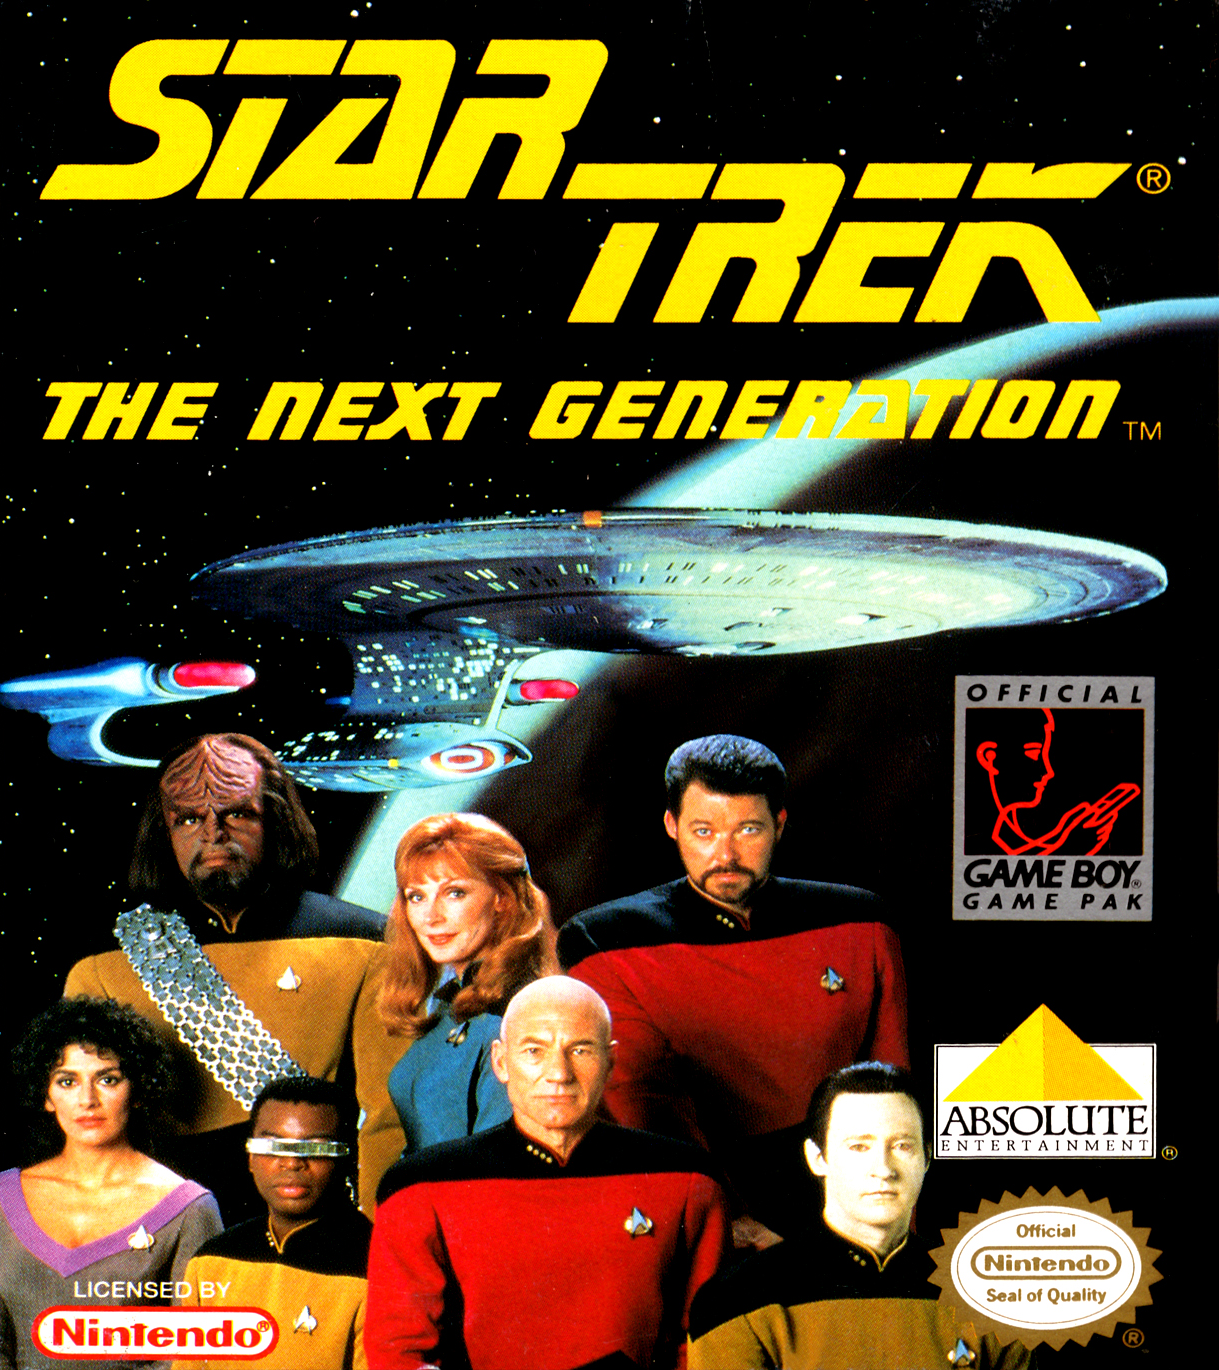 STAR
TREK®
THE NEXT GENERATION™
OFFICIAL
GAME BOY®
GAME PAK
ABSOLUTE
ENTERTAINMENT®
Official
Nintendo
Seal of Quality
®
LICENSED BY
Nintendo®